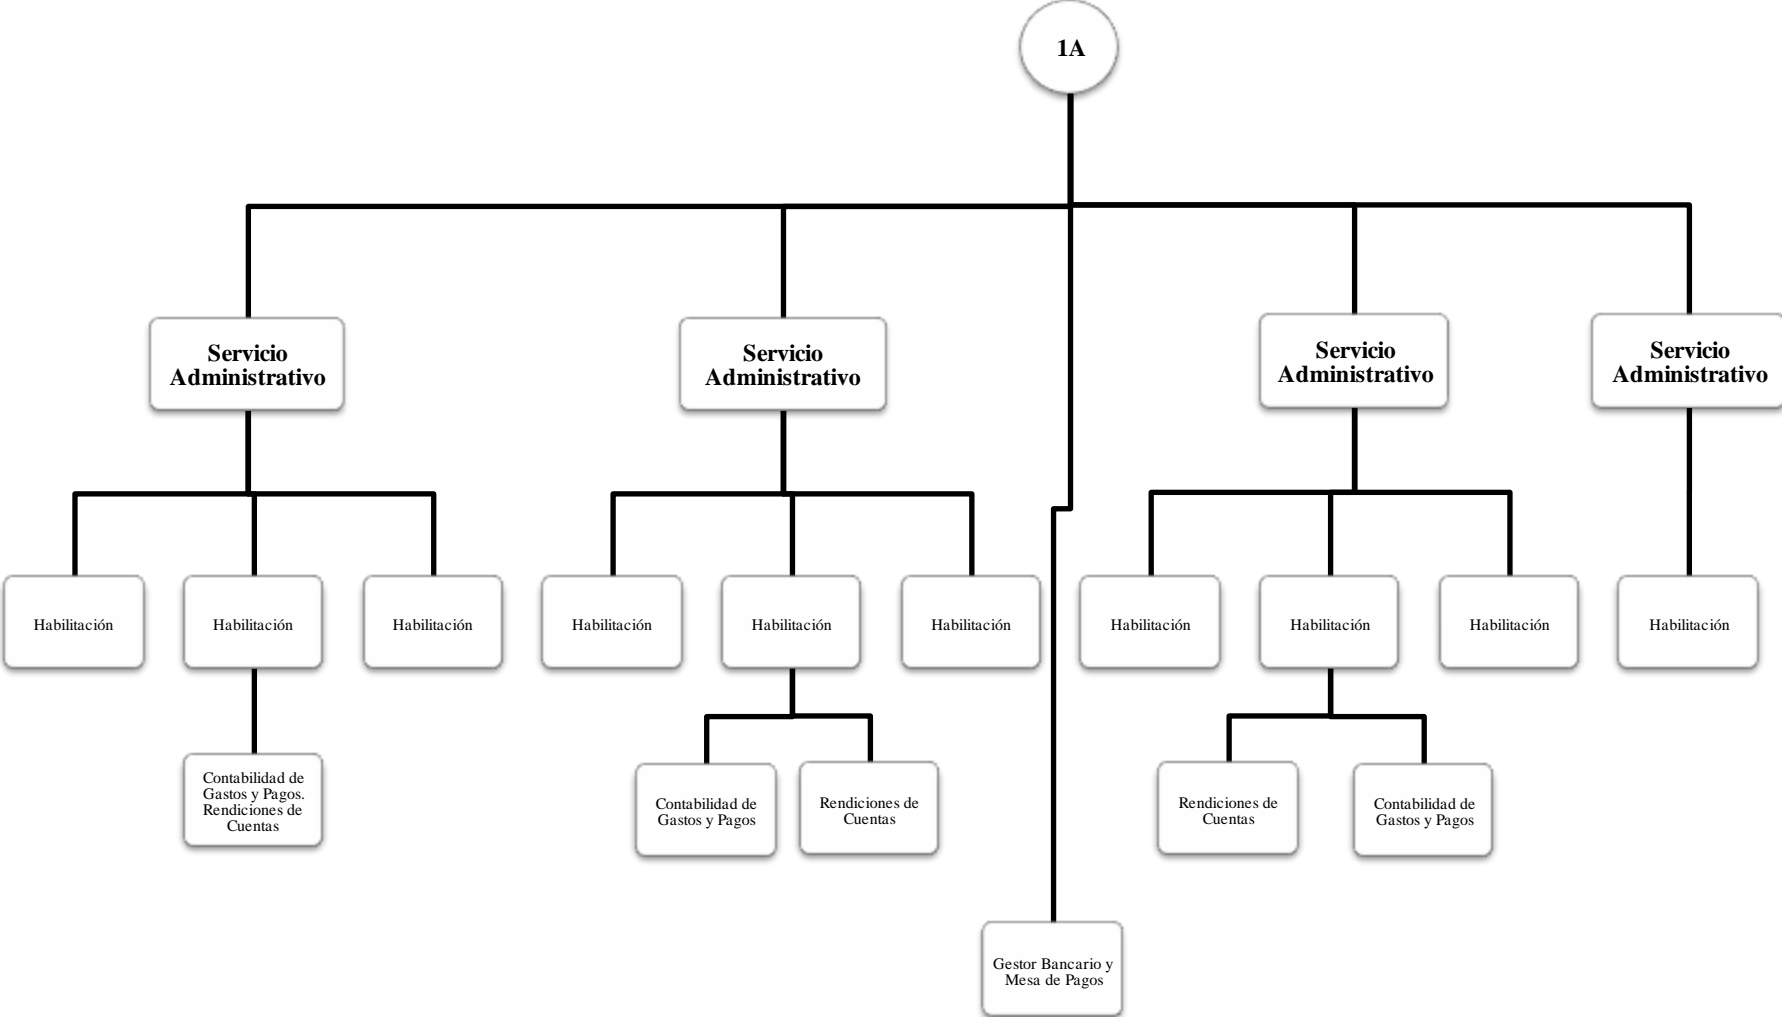 1A
Servicio
Administrativo
Servicio
Administrativo
Servicio
Administrativo
Servicio
Administrativo
Habilitación
Habilitación
Habilitación
Habilitación
Habilitación
Habilitación
Habilitación
Habilitación
Habilitación
Habilitación
Contabilidad de
Gastos y Pagos.
Rendiciones de
Cuentas
Contabilidad de
Gastos y Pagos
Rendiciones de
Cuentas
Rendiciones de
Cuentas
Contabilidad de
Gastos y Pagos
Gestor Bancario y
Mesa de Pagos